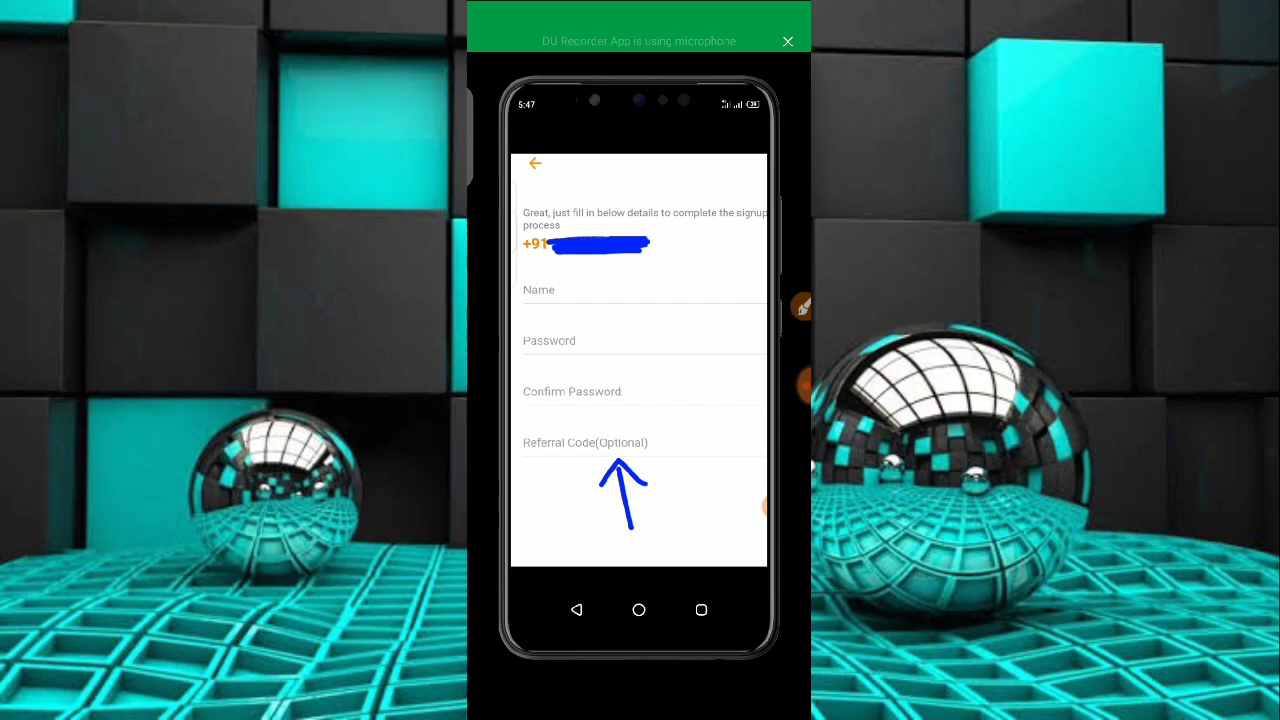 DU Recorder App is using microphone
5:47
Great, just fill in below details to complete the signup
process
+91
Name
Password
Confirm Password
Referral Code(Optional)